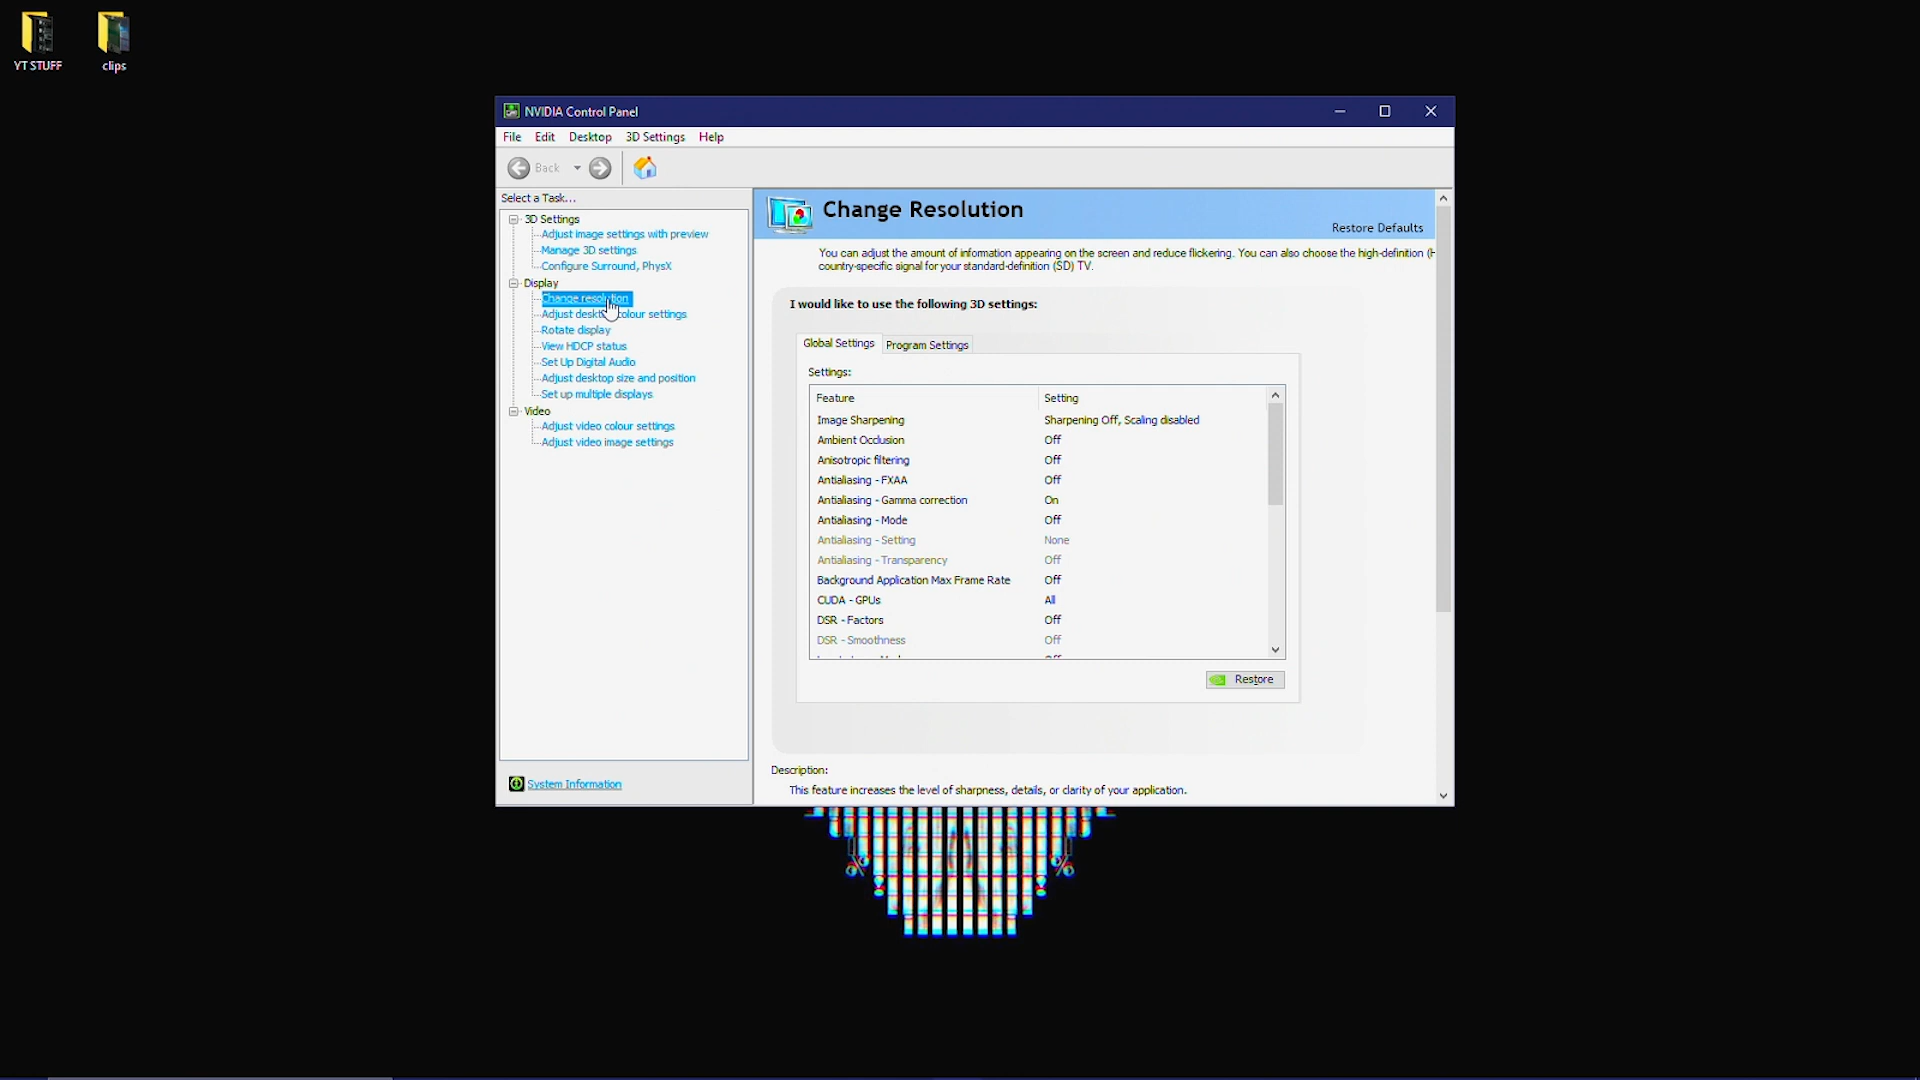 YT STUFF
clips
NVIDIA Control Panel
File Edit Desktop 3D Settings Help
Back
Select a Task...
3D Settings
Adjust image settings with preview
Manage 3D settings
Configure Surround, PhysX
Display
Change resolution
Adjust desktop colour settings
Rotate display
View HDCP status
Set Up Digital Audio
Adjust desktop size and position
Set up multiple displays
Video
Adjust video colour settings
Adjust video image settings
System Information
Change Resolution
Restore Defaults
You can adjust the amount of information appearing on the screen and reduce flickering. You can also choose the high-definition (H
country-specific signal for your standard-definition (SD) TV.
I would like to use the following 3D settings:
Global Settings Program Settings
Settings:
Feature Setting
Image Sharpening Sharpening Off, Scaling disabled
Ambient Occlusion Off
Anisotropic filtering Off
Antialiasing - FXAA Off
Antialiasing - Gamma correction On
Antialiasing - Mode Off
Antialiasing - Setting None
Antialiasing - Transparency Off
Background Application Max Frame Rate Off
CUDA - GPUs All
DSR - Factors Off
DSR - Smoothness Off
Restore
Description:
This feature increases the level of sharpness, details, or clarity of your application.